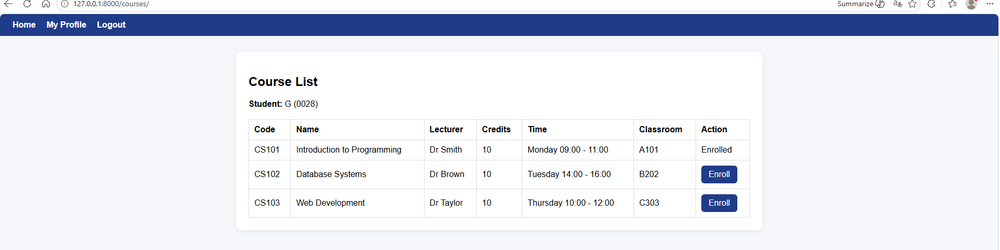 127.0.0.1:8000/courses/ Summarize aあ
Home My Profile Logout
Course List
Student: G (0028)
Code Name Lecturer Credits Time Classroom Action
CS101 Introduction to Programming Dr Smith 10 Monday 09:00 - 11:00 A101 Enrolled
CS102 Database Systems Dr Brown 10 Tuesday 14:00 - 16:00 B202 Enroll
CS103 Web Development Dr Taylor 10 Thursday 10:00 - 12:00 C303 Enroll